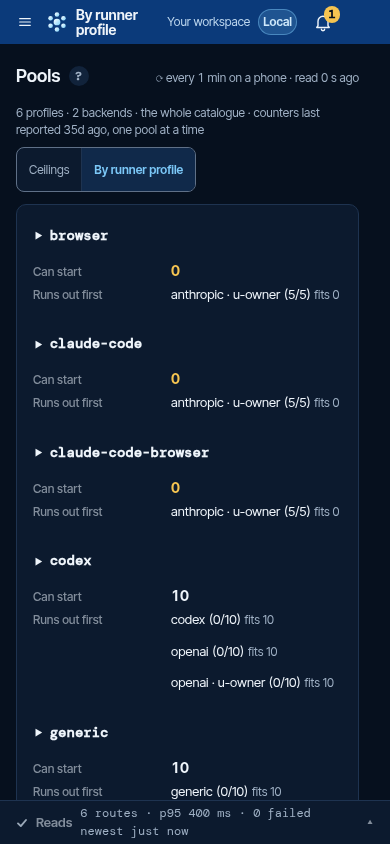 By runner profile
Your workspace
Local
1
Pools
?
⟳ every 1 min on a phone · read 0 s ago
6 profiles · 2 backends · the whole catalogue · counters last
reported 35d ago, one pool at a time
Ceilings
By runner profile
▶ browser
Can start 0
Runs out first anthropic · u-owner (5/5) fits 0
▶ claude-code
Can start 0
Runs out first anthropic · u-owner (5/5) fits 0
▶ claude-code-browser
Can start 0
Runs out first anthropic · u-owner (5/5) fits 0
▶ codex
Can start 10
Runs out first codex (0/10) fits 10
openai (0/10) fits 10
openai · u-owner (0/10) fits 10
▶ generic
Can start 10
Runs out first generic (0/10) fits 10
Reads 6 routes · p95 400 ms · 0 failed
newest just now